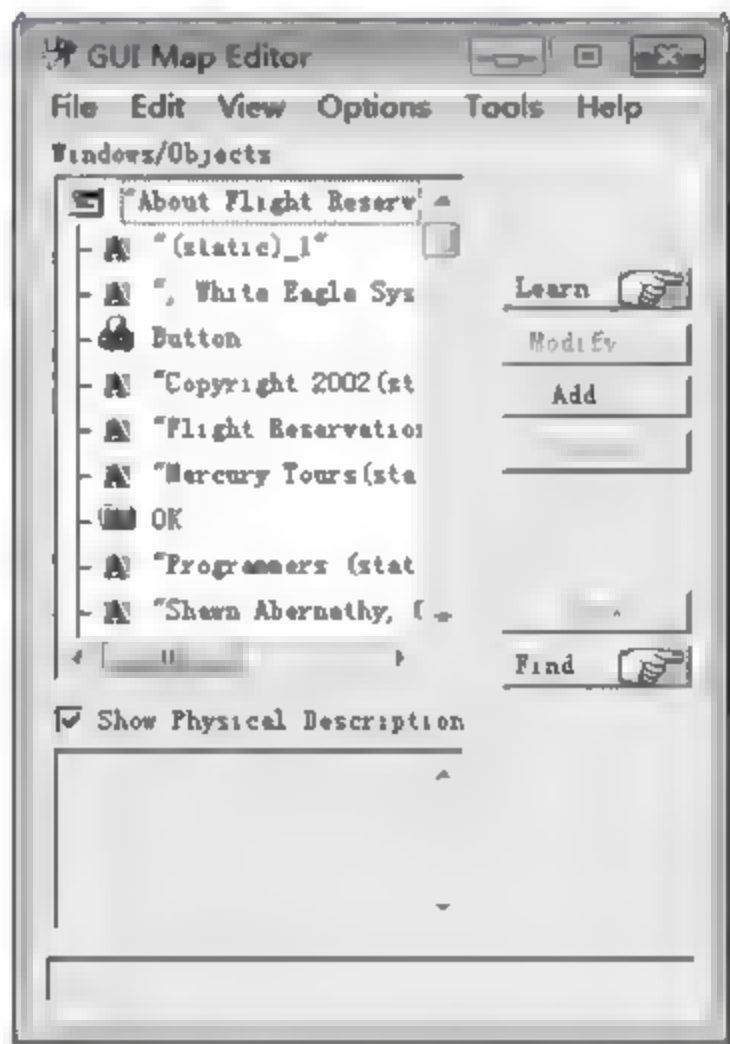 GUI Map Editor
File Edit View Options Tools Help
Windows/Objects
"About Flight Reserv
"(static)_1"
", White Eagle Sys
Button
"Copyright 2002(st
"Flight Reservation
"Mercury Tours(sta
OK
"Programmers (stat
"Shawn Abernathy, (
Learn
Modify
Add
Find
Show Physical Description